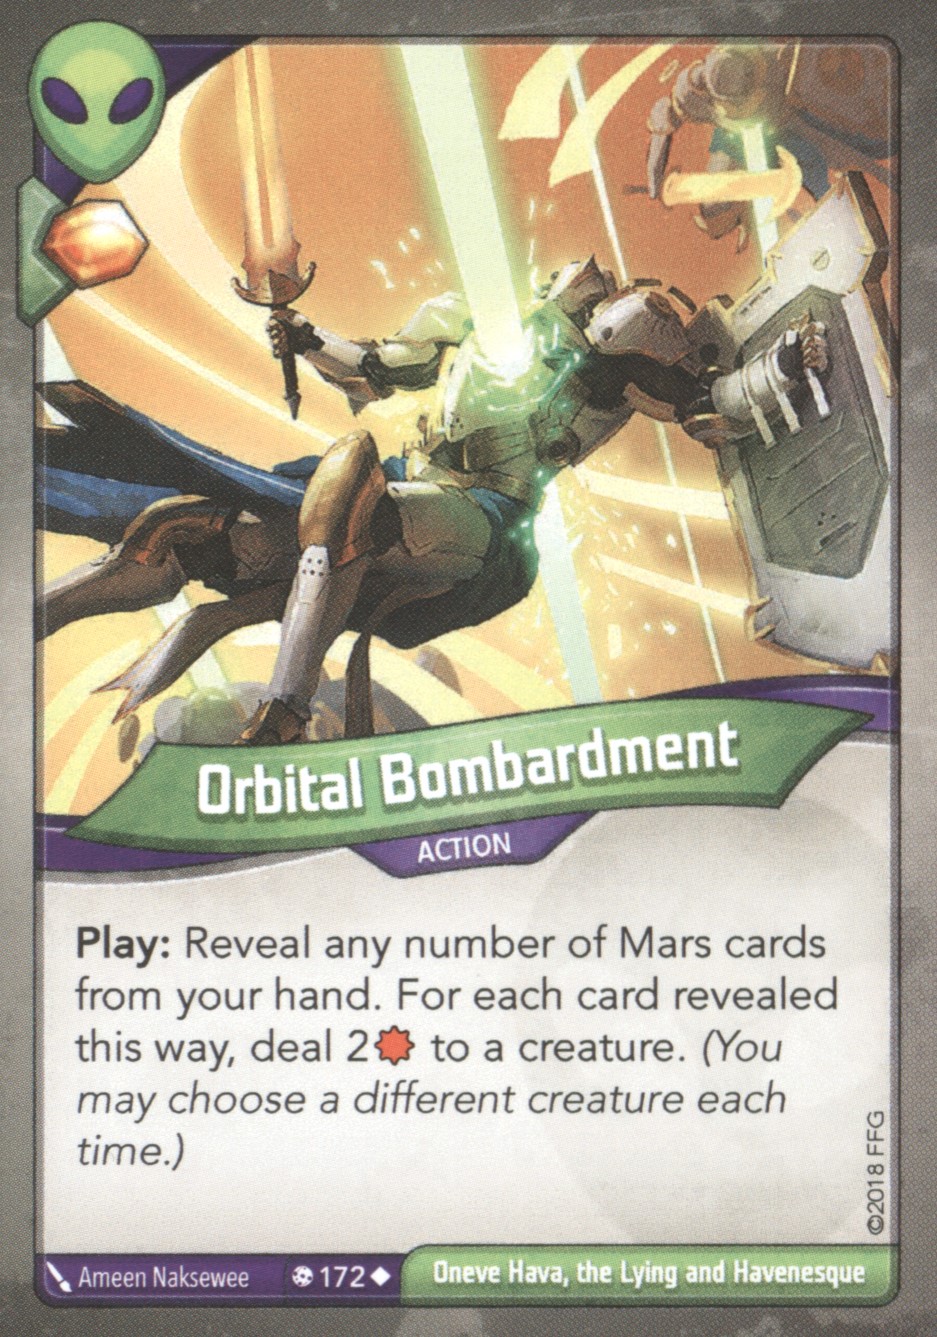 Orbital Bombardment
ACTION
Play: Reveal any number of Mars cards
from your hand. For each card revealed
this way, deal 2 to a creature. (You
may choose a different creature each
time.)
©2018 FFG
Ameen Naksewee
172
Oneve Hava, the Lying and Havenesque